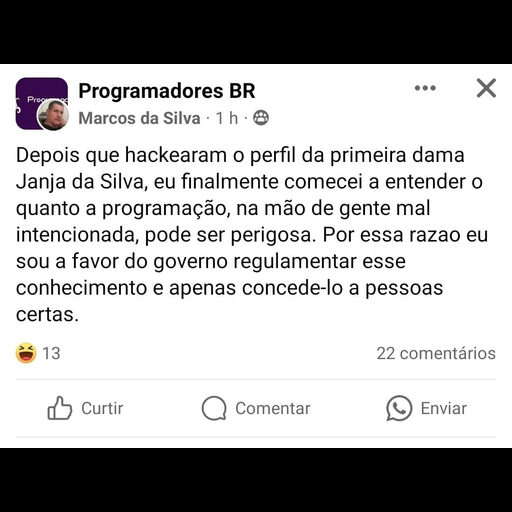 Programadores BR
Marcos da Silva · 1 h ·
Depois que hackearam o perfil da primeira dama
Janja da Silva, eu finalmente comecei a entender o
quanto a programação, na mão de gente mal
intencionada, pode ser perigosa. Por essa razao eu
sou a favor do governo regulamentar esse
conhecimento e apenas concede-lo a pessoas
certas.
13
22 comentários
Curtir
Comentar
Enviar